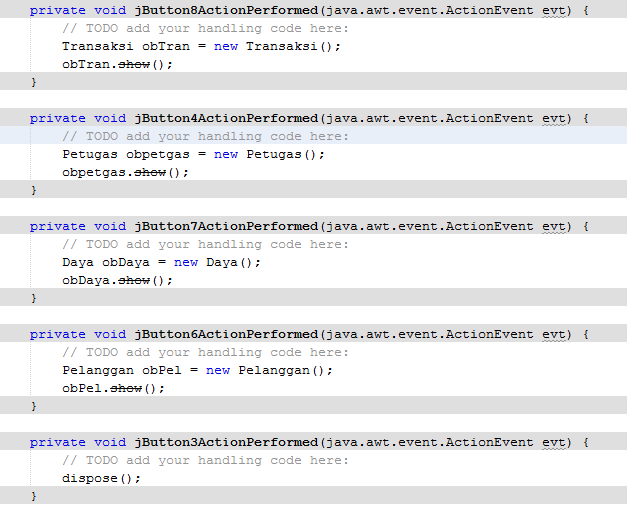 private void jButton8ActionPerformed(java.awt.event.ActionEvent evt) {
// TODO add your handling code here:
Transaksi obTran = new Transaksi();
obTran.show();
}
private void jButton4ActionPerformed(java.awt.event.ActionEvent evt) {
// TODO add your handling code here:
Petugas obpetgas = new Petugas();
obpetgas.show();
}
private void jButton7ActionPerformed(java.awt.event.ActionEvent evt) {
// TODO add your handling code here:
Daya obDaya = new Daya();
obDaya.show();
}
private void jButton6ActionPerformed(java.awt.event.ActionEvent evt) {
// TODO add your handling code here:
Pelanggan obPel = new Pelanggan();
obPel.show();
}
private void jButton3ActionPerformed(java.awt.event.ActionEvent evt) {
// TODO add your handling code here:
dispose();
}